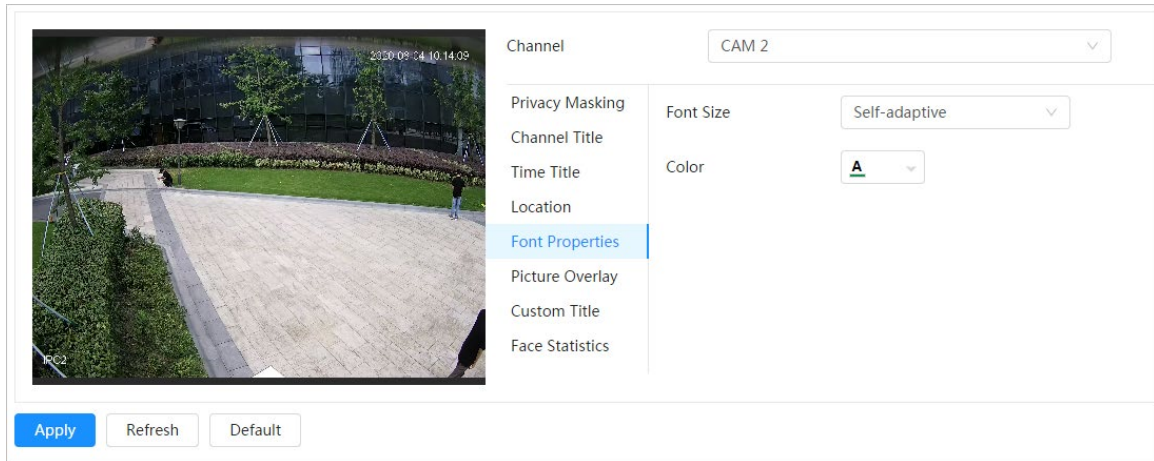 2020-09-04 10:14:09
IPC2
Channel
CAM 2
Privacy Masking
Channel Title
Time Title
Location
Font Properties
Picture Overlay
Custom Title
Face Statistics
Font Size
Self-adaptive
Color
A
Apply
Refresh
Default